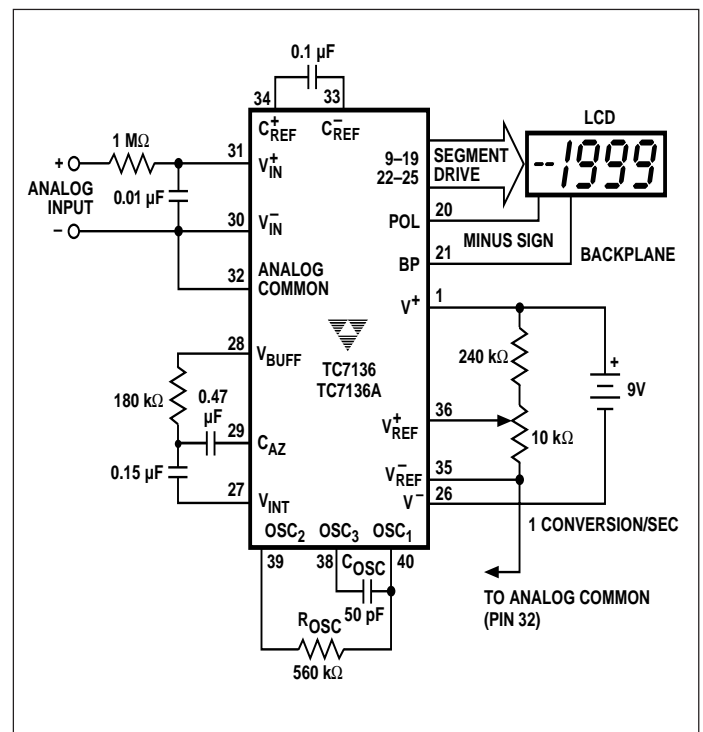 0.1 µF
34
33
C+REF
C−REF
LCD
-1999
1 MΩ
31
V+IN
9–19
22–25
SEGMENT
DRIVE
+
ANALOG
INPUT
−
0.01 µF
30
V−IN
POL
20
MINUS SIGN
32
ANALOG
COMMON
BP
21
BACKPLANE
V+
1
28
VBUFF
TC7136
TC7136A
240 kΩ
+
9V
180 kΩ
0.47
µF
V+REF
36
10 kΩ
29
CAZ
0.15 µF
V−REF
35
27
VINT
V−
26
1 CONVERSION/SEC
OSC2
OSC3
OSC1
39
38
COSC
40
50 pF
TO ANALOG COMMON
(PIN 32)
ROSC
560 kΩ